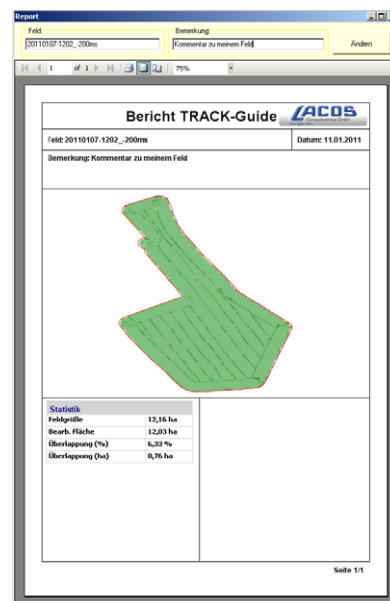 Report
Feld:
Bemerkung:
20110107-1202_-200ms
Kommentar zu meinem Feld
Ändern
1 of 1
75%
Bericht TRACK-Guide
LACOS
Computerservice GmbH
Feld: 20110107-1202_-200ms
Datum: 11.01.2011
Bemerkung: Kommentar zu meinem Feld
Statistik
Feldgröße 12,16 ha
Bearb. Fläche 12,03 ha
Überlappung (%) 6,33 %
Überlappung (ha) 0,76 ha
Seite 1/1